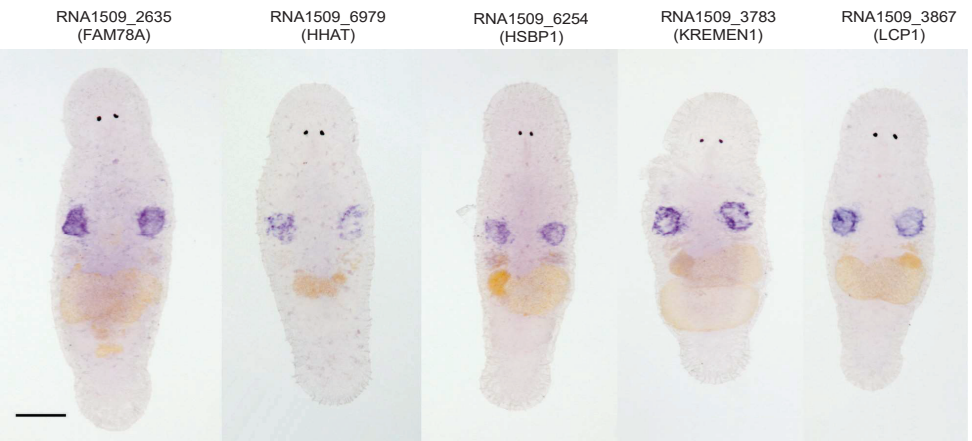 RNA1509_2635
(FAM78A)
RNA1509_6979
(HHAT)
RNA1509_6254
(HSBP1)
RNA1509_3783
(KREMEN1)
RNA1509_3867
(LCP1)